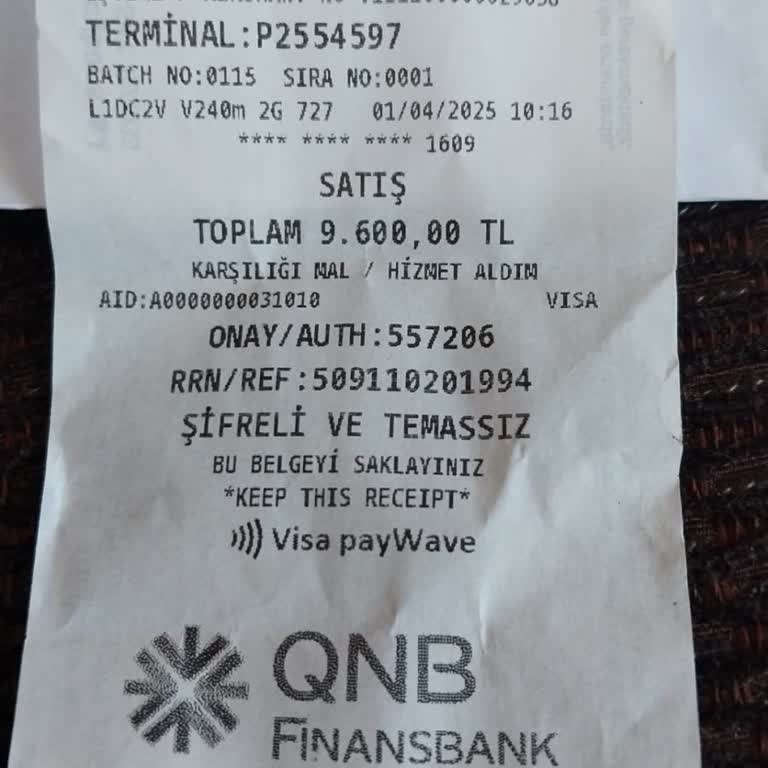 TERMİNAL:P2554597
BATCH NO:0115 SIRA NO:0001
L1DC2V V240m 2G 727 01/04/2025 10:16
**** **** **** 1609
SATIŞ
TOPLAM 9.600,00 TL
KARŞILIĞI MAL / HİZMET ALDIM
AID:A0000000031010 VISA
ONAY/AUTH:557206
RRN/REF:509110201994
ŞİFRELİ VE TEMASSIZ
BU BELGEYİ SAKLAYINIZ
*KEEP THIS RECEIPT*
Visa payWave
QNB
FİNANSBANK